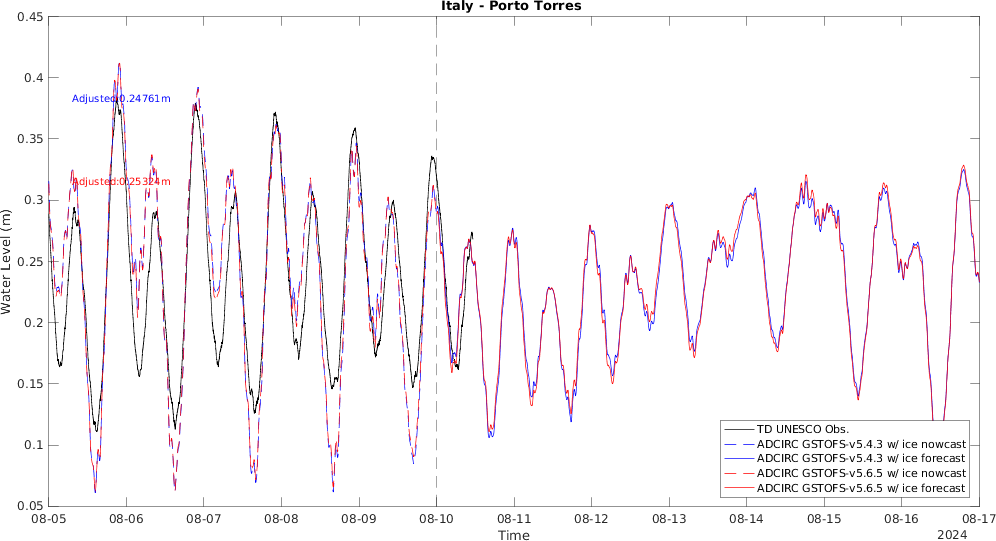 Italy - Porto Torres
Water Level (m)
0.45
0.4
0.35
0.3
0.25
0.2
0.15
0.1
0.05
Adjusted:0.24761m
Adjusted:0.25324m
TD UNESCO Obs.
ADCIRC GSTOFS-v5.4.3 w/ ice nowcast
ADCIRC GSTOFS-v5.4.3 w/ ice forecast
ADCIRC GSTOFS-v5.6.5 w/ ice nowcast
ADCIRC GSTOFS-v5.6.5 w/ ice forecast
08-05 08-06 08-07 08-08 08-09 08-10 08-11 08-12 08-13 08-14 08-15 08-16 08-17
Time
2024